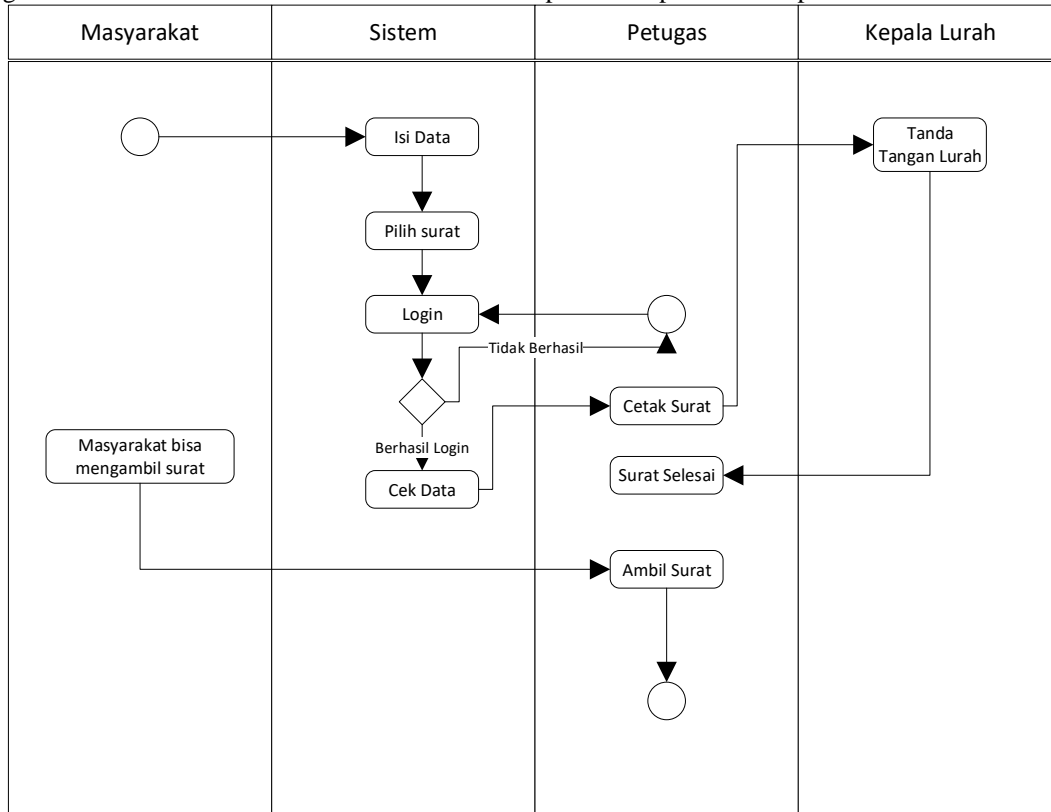 Masyarakat
Sistem
Petugas
Kepala Lurah
Isi Data
Tanda
Tangan Lurah
Pilih surat
Login
Tidak Berhasil
Cetak Surat
Masyarakat bisa
mengambil surat
Berhasil Login
Cek Data
Surat Selesai
Ambil Surat